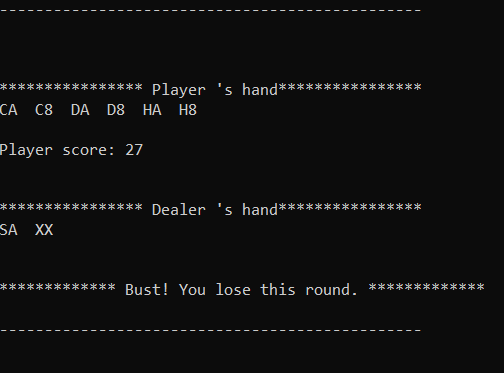 -----------------------------------------------
**************** Player 's hand****************
CA  C8  DA  D8  HA  H8
Player score: 27
**************** Dealer 's hand****************
SA  XX
************* Bust! You lose this round. *************
-----------------------------------------------